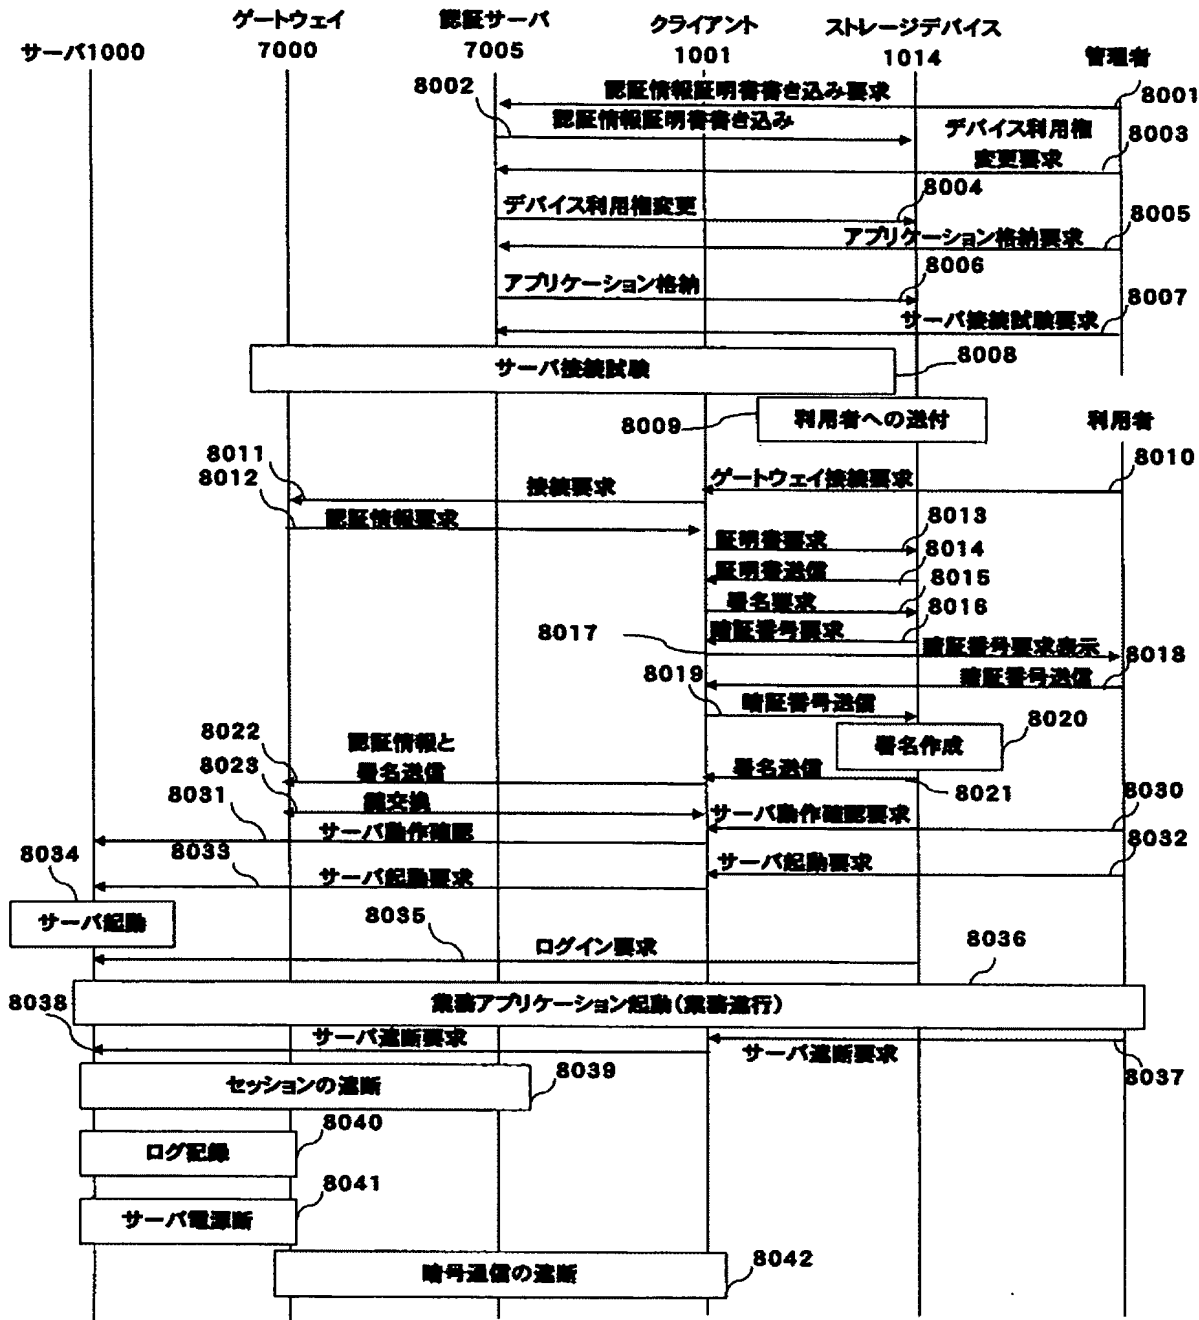 ゲートウェイ
7000
認証サーバ
7005
クライアント
1001
ストレージデバイス
1014
サーバ1000
管理者
8001
認証情報証明書書き込み要求
8002
認証情報証明書書き込み
デバイス利用権
変更要求
8003
8004
デバイス利用権変更
8005
アプリケーション格納要求
8006
アプリケーション格納
8007
サーバ接続試験要求
サーバ接続試験
8008
8009
利用者への送付
利用者
8010
8011
8012
ゲートウェイ接続要求
接続要求
認証情報要求
8013
証明書要求
8014
証明書送信
8015
署名要求
8016
暗証番号要求
8017
暗証番号要求表示
8018
暗証番号送信
8019
暗証番号送信
8020
署名作成
8022
認証情報と
署名送信
署名送信
8021
8023
鍵交換
8030
サーバ動作確認要求
8031
サーバ動作確認
8032
サーバ起動要求
8033
サーバ起動要求
8034
サーバ起動
8035
ログイン要求
8036
業務アプリケーション起動(業務進行)
8038
サーバ遮断要求
サーバ遮断要求
8037
セッションの遮断
8039
ログ記録
8040
サーバ電源断
8041
暗号通信の遮断
8042